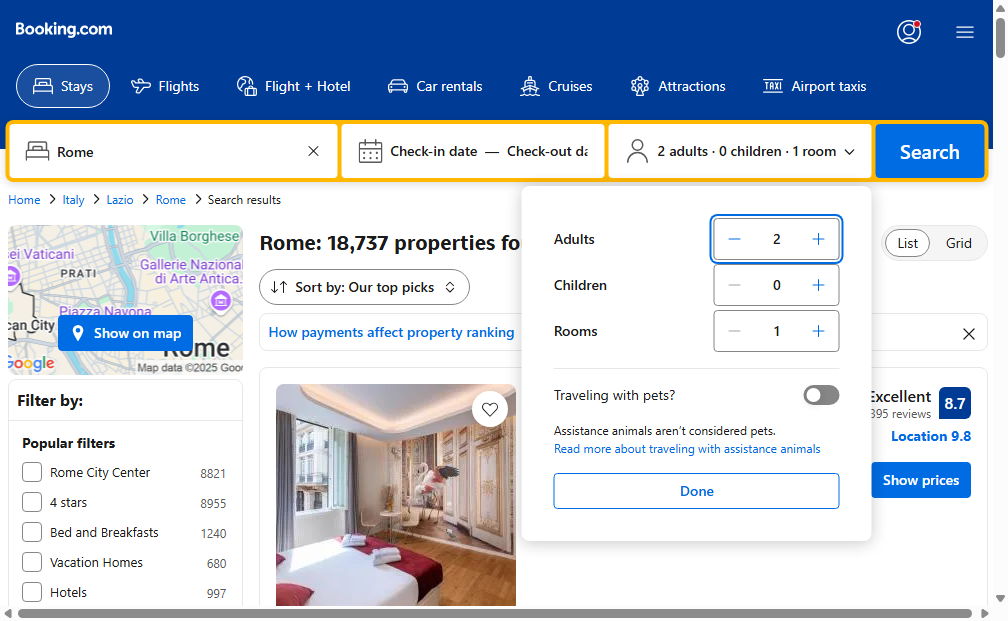 Booking.com
Stays
Flights
Flight + Hotel
Car rentals
Cruises
Attractions
TAXI Airport taxis
Rome
Check-in date — Check-out da
2 adults · 0 children · 1 room
Search
Home > Italy > Lazio > Rome > Search results
Villa Borghese
sei Vaticani
PRATI
Gallerie Nazional
di Arte Antica.
Piazza Navona
can City
Show on map
Rome
Google
Map data ©2025 Goo
Rome: 18,737 properties fo
List
Grid
Sort by: Our top picks
How payments affect property ranking
Adults
2
Children
0
Rooms
1
Traveling with pets?
Assistance animals aren't considered pets.
Read more about traveling with assistance animals
Done
Excellent
395 reviews
8.7
Location 9.8
Show prices
Filter by:
Popular filters
Rome City Center 8821
4 stars 8955
Bed and Breakfasts 1240
Vacation Homes 680
Hotels 997